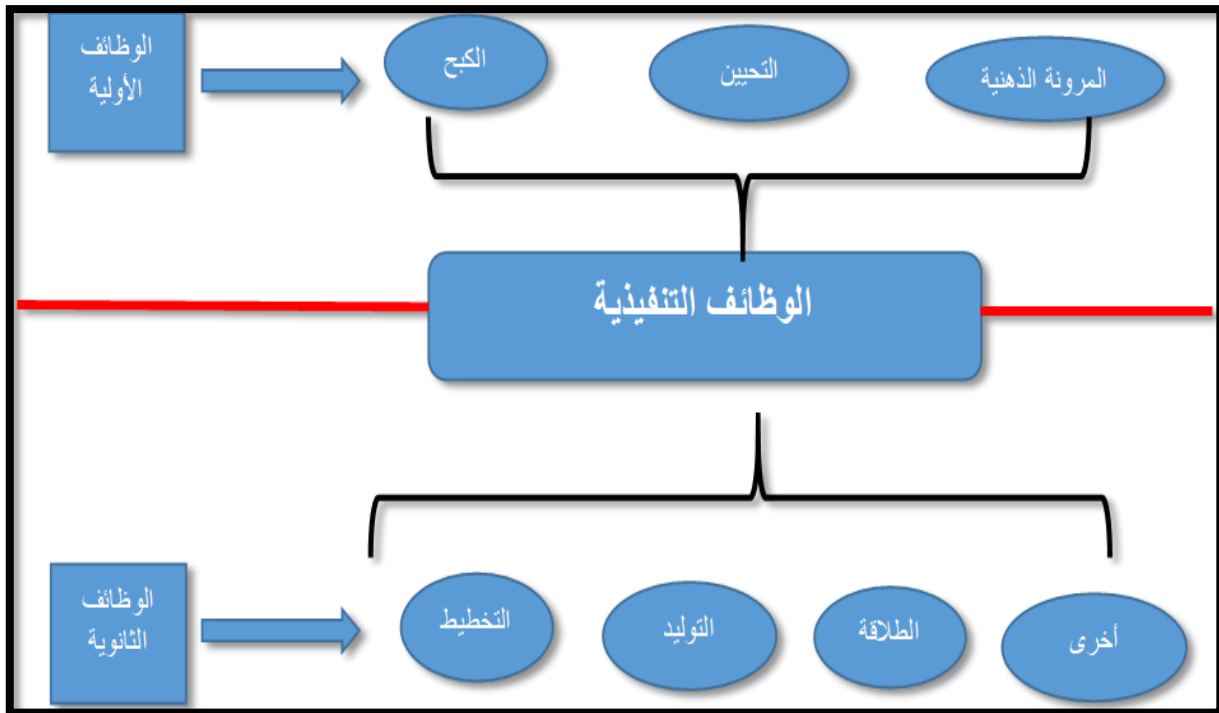 الوظائف
الأولية
الكبح
التحيين
المرونة الذهنية
الوظائف التنفيذية
الوظائف
الثانوية
التخطيط
التوليد
الطلاقة
أخرى